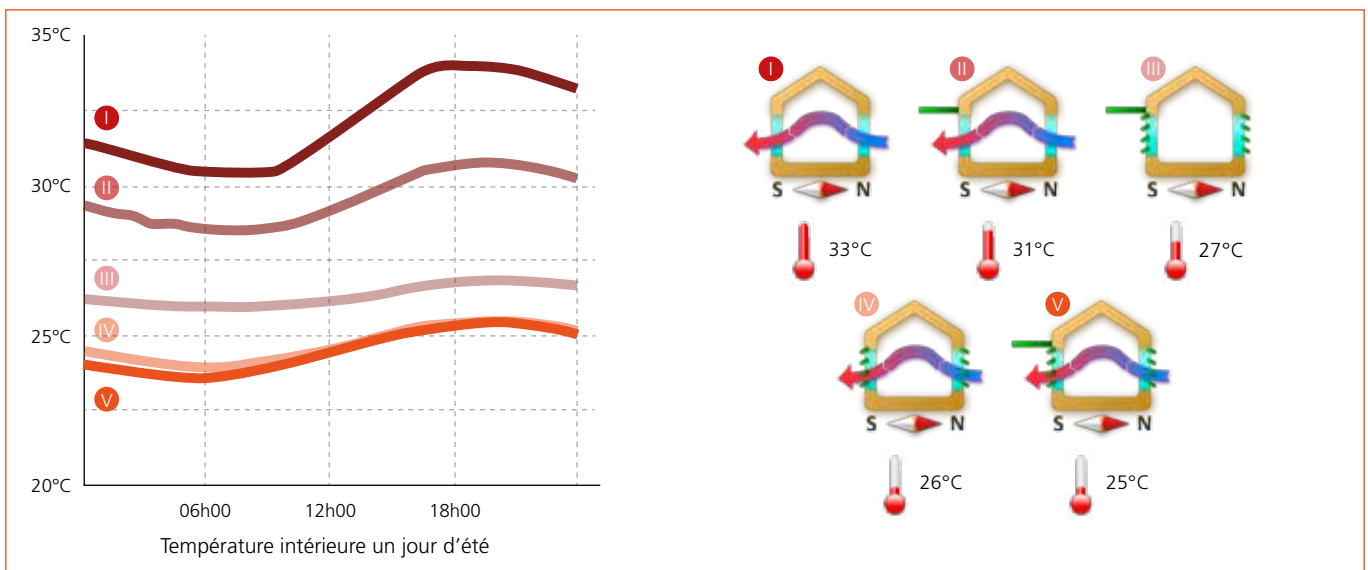 35°C
30°C
25°C
20°C
I
II
III
IV
V
06h00 12h00 18h00
Température intérieure un jour d'été
I II III
S N S N S N
33°C 31°C 27°C
IV V
S N S N
26°C 25°C